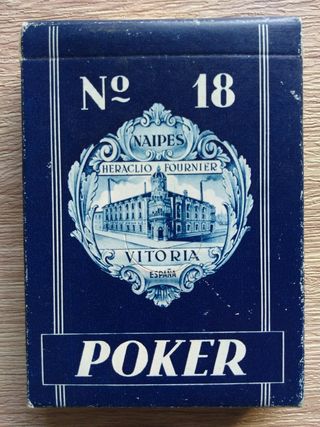 Nº 18
NAIPES
HERACLIO FOURNIER
VITORIA
ESPAÑA
POKER